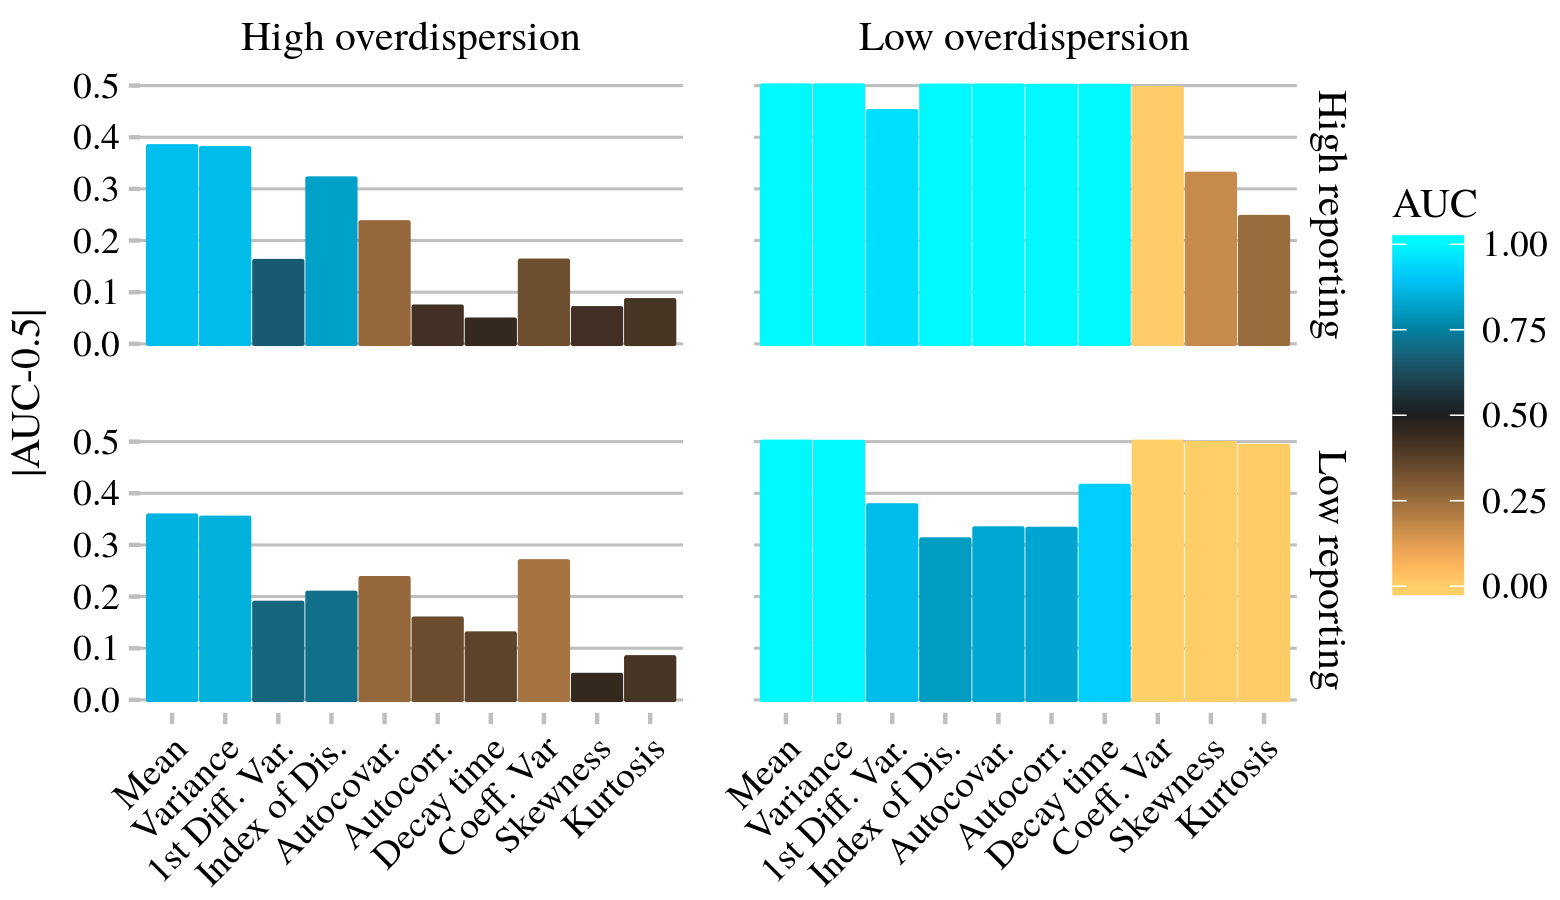 High overdispersion
Low overdispersion
|AUC-0.5|
0.5
0.4
0.3
0.2
0.1
0.0
High reporting
0.5
0.4
0.3
0.2
0.1
0.0
Low reporting
Mean
Variance
1st Diff. Var.
Index of Dis.
Autocovar.
Autocorr.
Decay time
Coeff. Var
Skewness
Kurtosis
Mean
Variance
1st Diff. Var.
Index of Dis.
Autocovar.
Autocorr.
Decay time
Coeff. Var
Skewness
Kurtosis
AUC
1.00
0.75
0.50
0.25
0.00